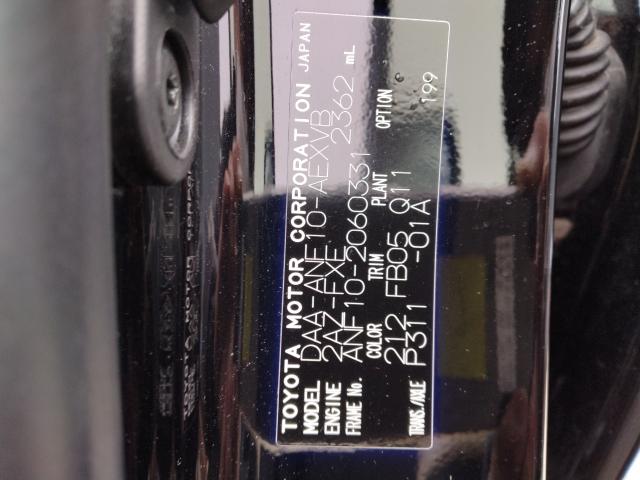 TOYOTA MOTOR CORPORATION JAPAN
MODEL DAA-ANF10-AEXVB
ENGINE 2AZ-FXE 2362 mL
FRAME No. ANF10-2060331
COLOR TRIM PLANT OPTION
212 FB05 Q11
TRANS./AXLE P311 -01A 199